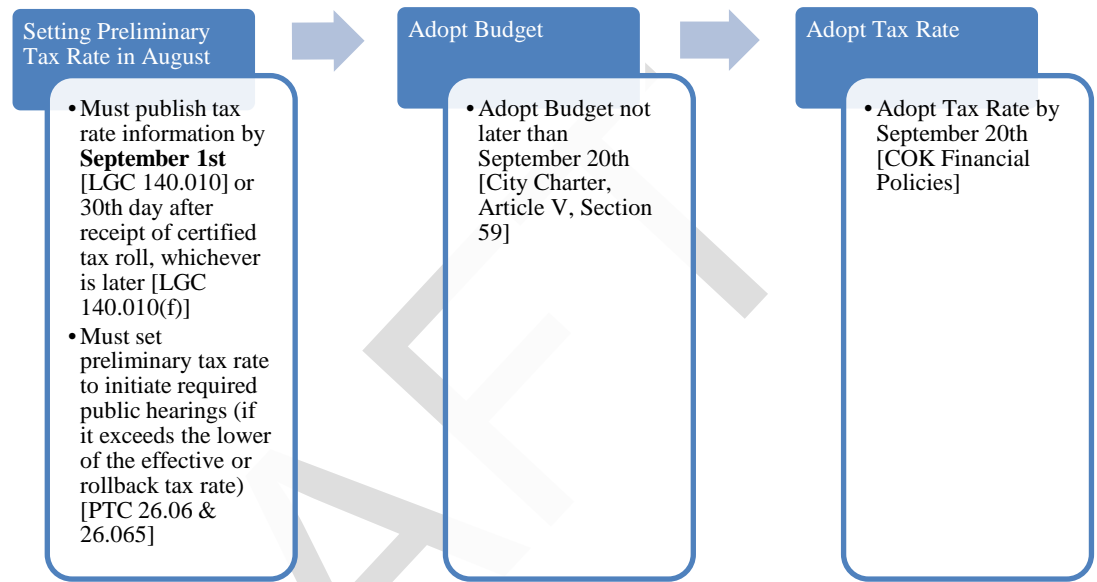 Setting Preliminary
Tax Rate in August
• Must publish tax
rate information by
September 1st
[LGC 140.010] or
30th day after
receipt of certified
tax roll, whichever
is later [LGC
140.010(f)]
• Must set
preliminary tax rate
to initiate required
public hearings (if
it exceeds the lower
of the effective or
rollback tax rate)
[PTC 26.06 &
26.065]
Adopt Budget
• Adopt Budget not
later than
September 20th
[City Charter,
Article V, Section
59]
Adopt Tax Rate
• Adopt Tax Rate by
September 20th
[COK Financial
Policies]